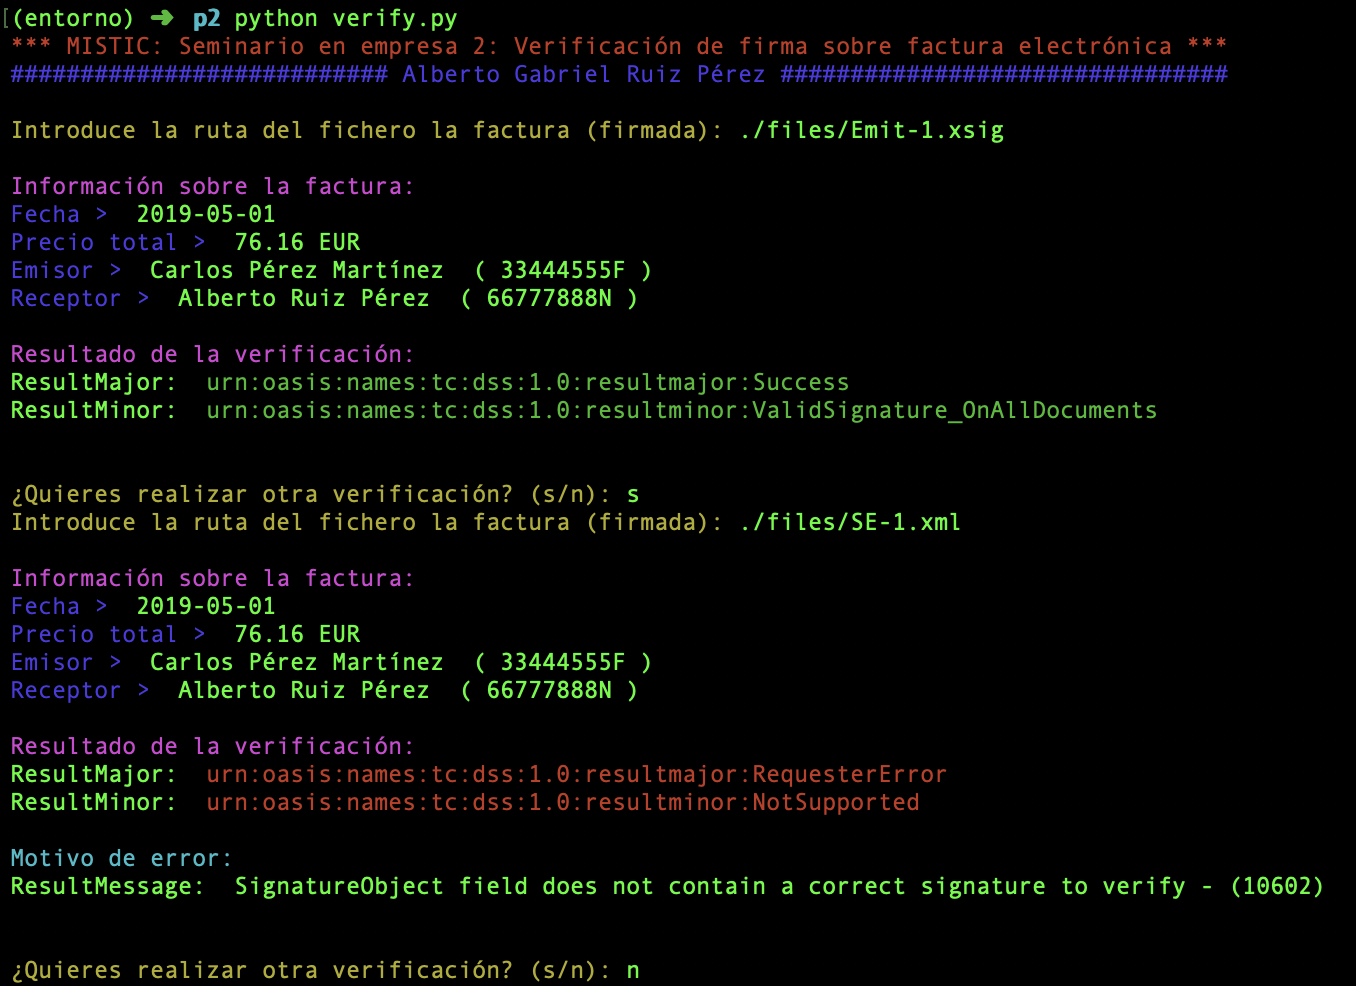 [(entorno) ➜ p2 python verify.py
*** MISTIC: Seminario en empresa 2: Verificación de firma sobre factura electrónica ***
########################### Alberto Gabriel Ruiz Pérez ################################
Introduce la ruta del fichero la factura (firmada): ./files/Emit-1.xsig
Información sobre la factura:
Fecha > 2019-05-01
Precio total > 76.16 EUR
Emisor > Carlos Pérez Martínez ( 33444555F )
Receptor > Alberto Ruiz Pérez ( 66777888N )
Resultado de la verificación:
ResultMajor: urn:oasis:names:tc:dss:1.0:resultmajor:Success
ResultMinor: urn:oasis:names:tc:dss:1.0:resultminor:ValidSignature_OnAllDocuments
¿Quieres realizar otra verificación? (s/n): s
Introduce la ruta del fichero la factura (firmada): ./files/SE-1.xml
Información sobre la factura:
Fecha > 2019-05-01
Precio total > 76.16 EUR
Emisor > Carlos Pérez Martínez ( 33444555F )
Receptor > Alberto Ruiz Pérez ( 66777888N )
Resultado de la verificación:
ResultMajor: urn:oasis:names:tc:dss:1.0:resultmajor:RequesterError
ResultMinor: urn:oasis:names:tc:dss:1.0:resultminor:NotSupported
Motivo de error:
ResultMessage: SignatureObject field does not contain a correct signature to verify - (10602)
¿Quieres realizar otra verificación? (s/n): n